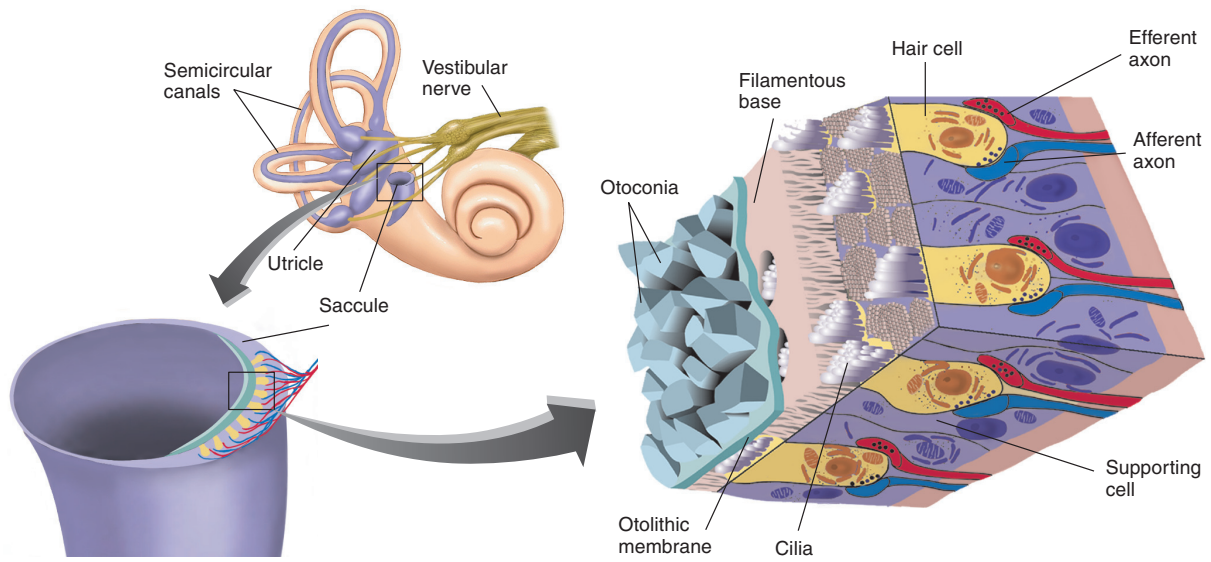 Semicircular
canals
Vestibular
nerve
Utricle
Saccule
Hair cell
Efferent
axon
Filamentous
base
Afferent
axon
Otoconia
Supporting
cell
Otolithic
membrane
Cilia